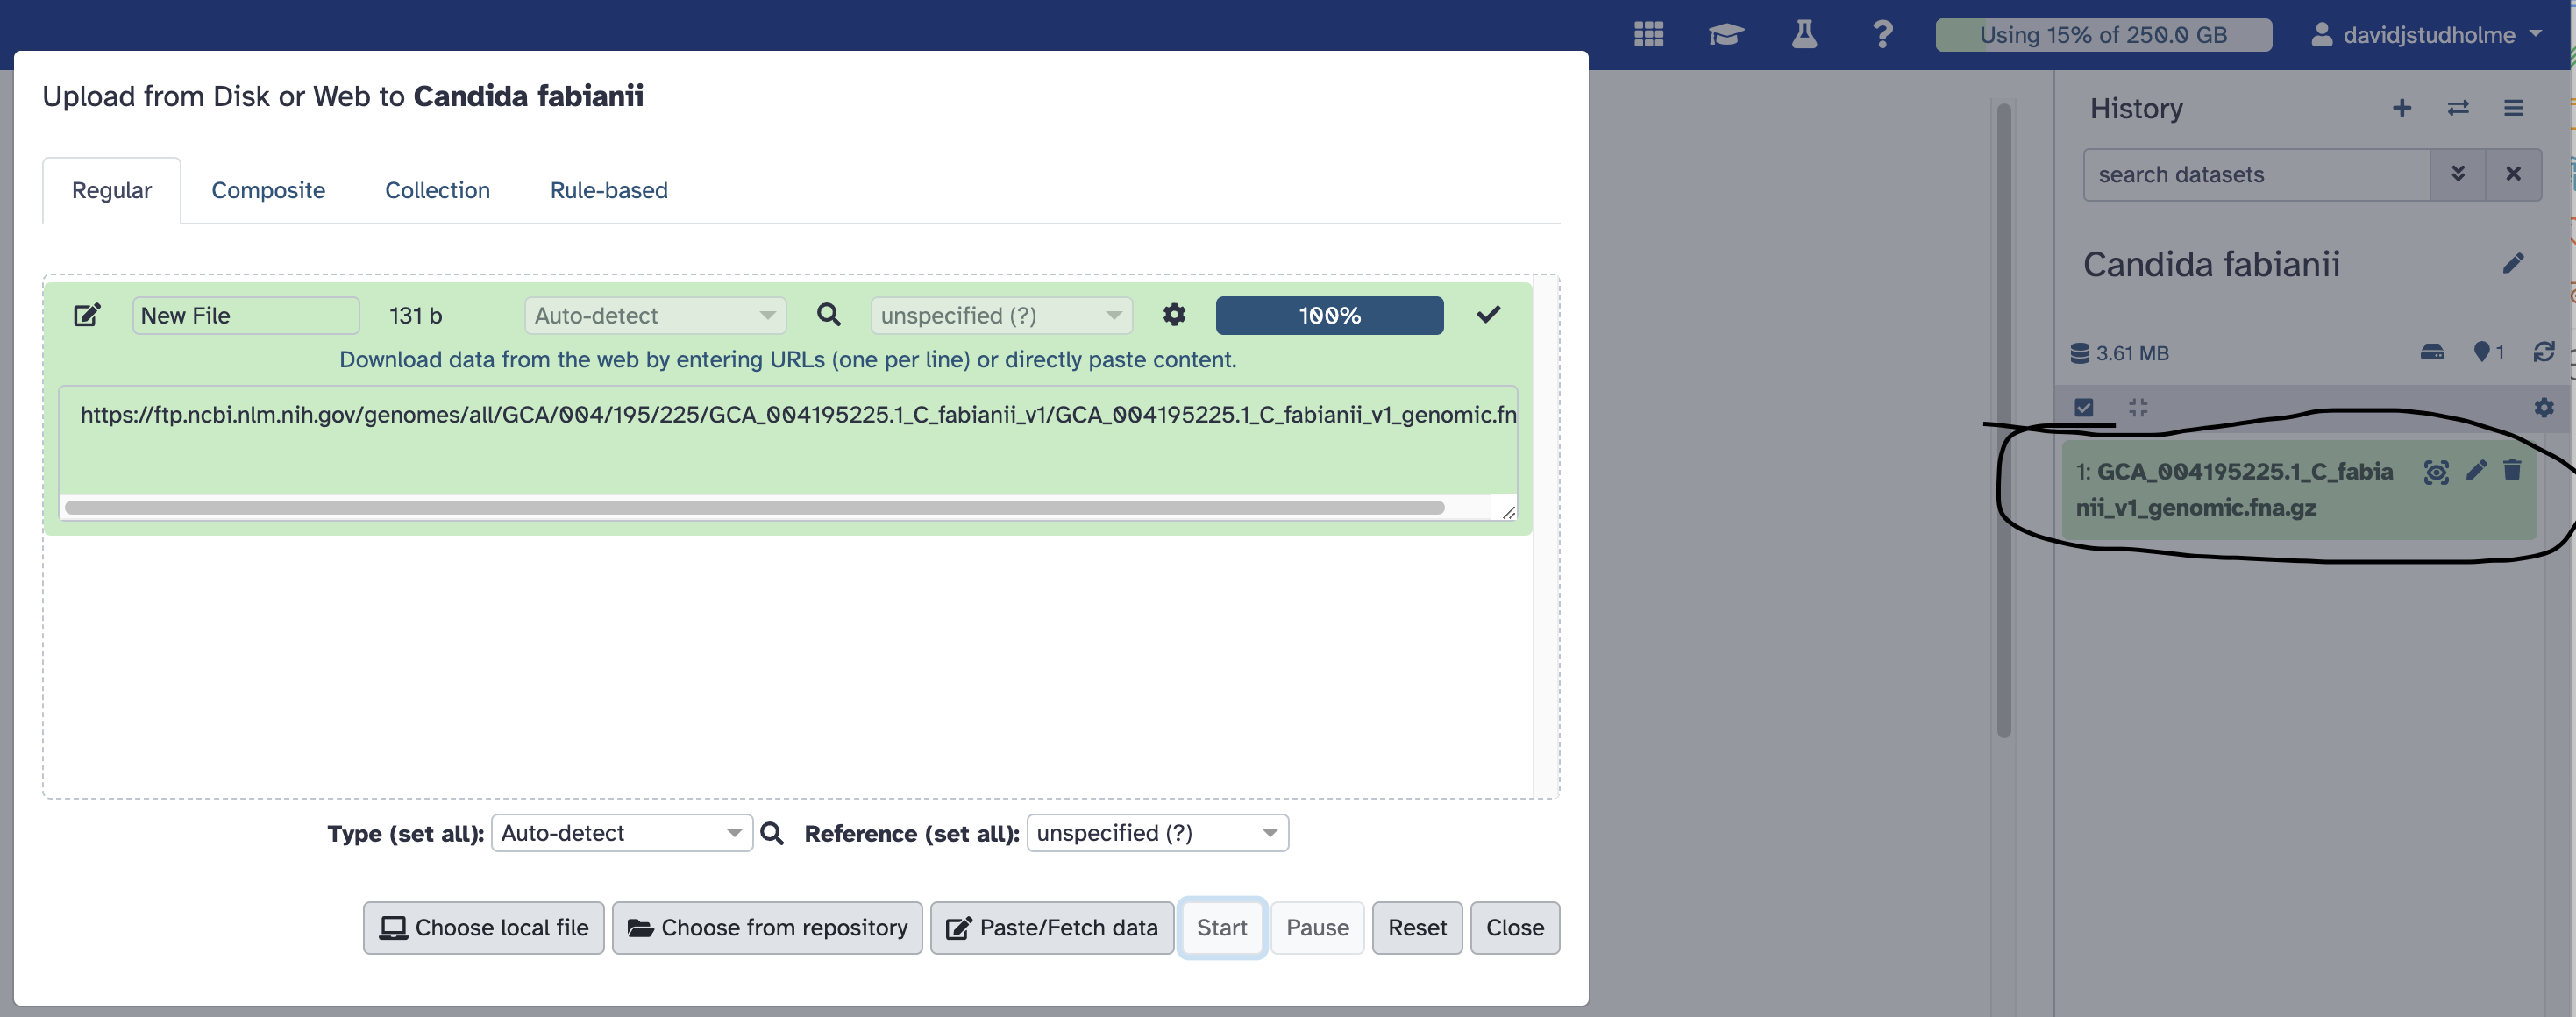 Using 15% of 250.0 GB
davidjstudholme
Upload from Disk or Web to Candida fabianii
Regular
Composite
Collection
Rule-based
New File
131 b
Auto-detect
unspecified (?)
100%
Download data from the web by entering URLs (one per line) or directly paste content.
https://ftp.ncbi.nlm.nih.gov/genomes/all/GCA/004/195/225/GCA_004195225.1_C_fabianii_v1/GCA_004195225.1_C_fabianii_v1_genomic.fn
Type (set all): Auto-detect
Reference (set all): unspecified (?)
Choose local file
Choose from repository
Paste/Fetch data
Start
Pause
Reset
Close
History
search datasets
Candida fabianii
3.61 MB
1
1: GCA_004195225.1_C_fabia
nii_v1_genomic.fna.gz